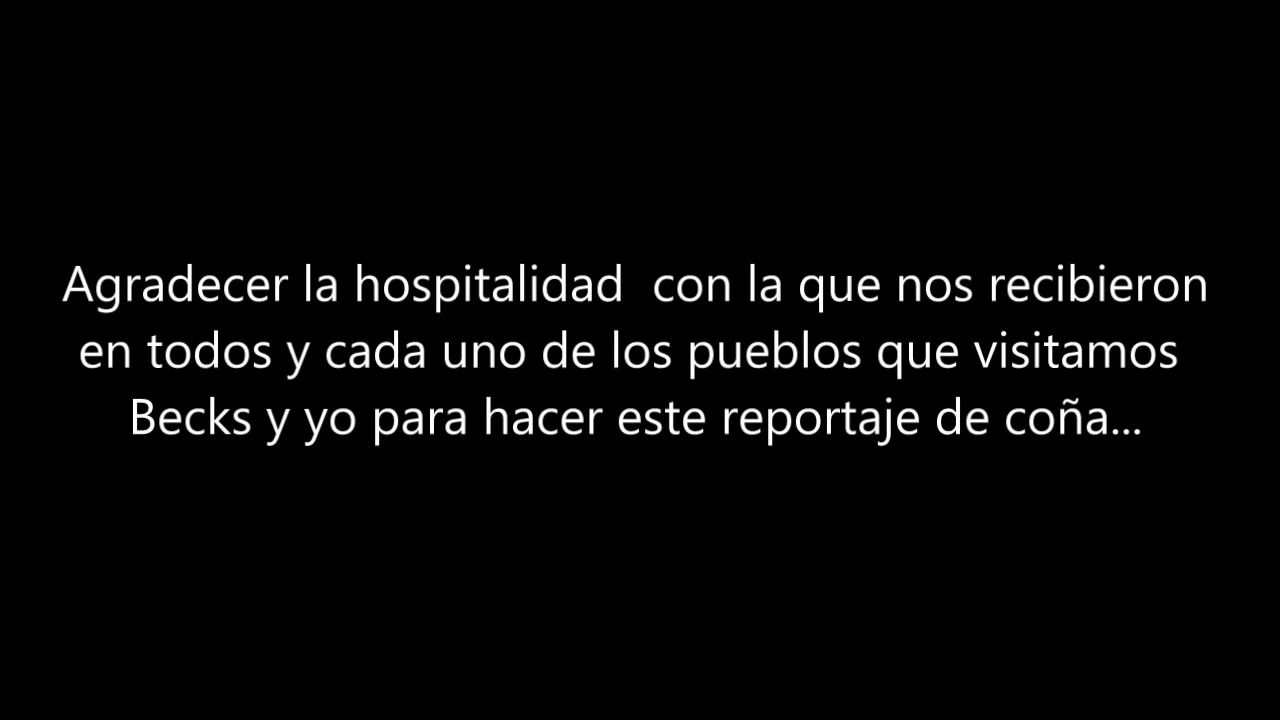 Agradecer la hospitalidad  con la que nos recibieron
en todos y cada uno de los pueblos que visitamos
Becks y yo para hacer este reportaje de coña...